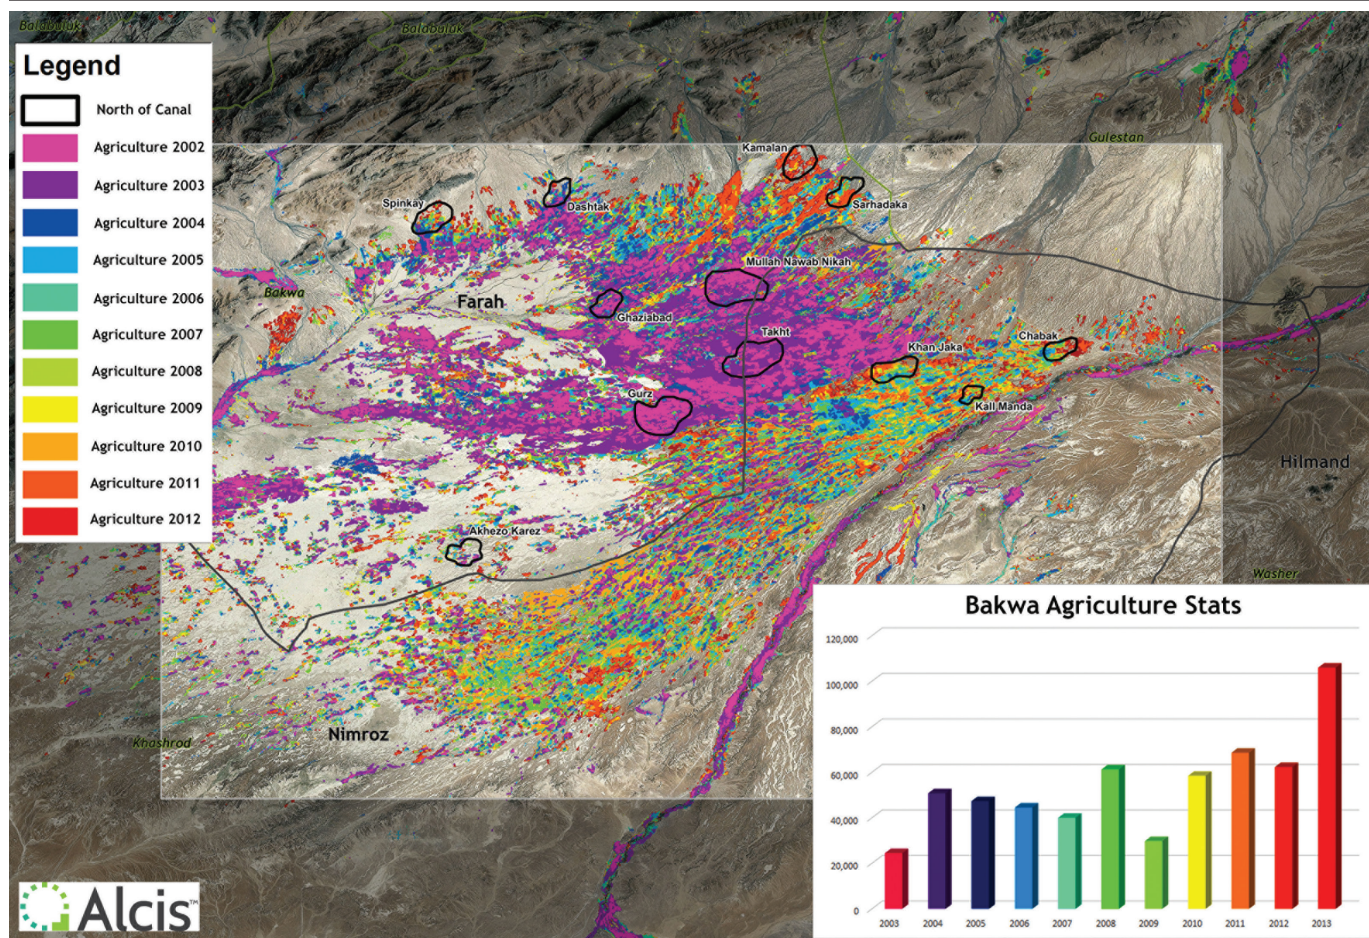 Balabuluk
Balabuluk
Legend
North of Canal
Agriculture 2002
Agriculture 2003
Agriculture 2004
Agriculture 2005
Agriculture 2006
Agriculture 2007
Agriculture 2008
Agriculture 2009
Agriculture 2010
Agriculture 2011
Agriculture 2012
Gulestan
Kamalan
Spinkay
Dashtak
Sarhadaka
Mullah Nawab Nikah
Bakwa
Farah
Ghaziabad
Takht
Chabak
Khan Jaka
Gurz
Kall Manda
Hilmand
Akhezo Karez
Washer
Nimroz
Khashrod
Bakwa Agriculture Stats
120,000
100,000
80,000
60,000
40,000
20,000
0
2003 2004 2005 2006 2007 2008 2009 2010 2011 2012 2013
Alcis™